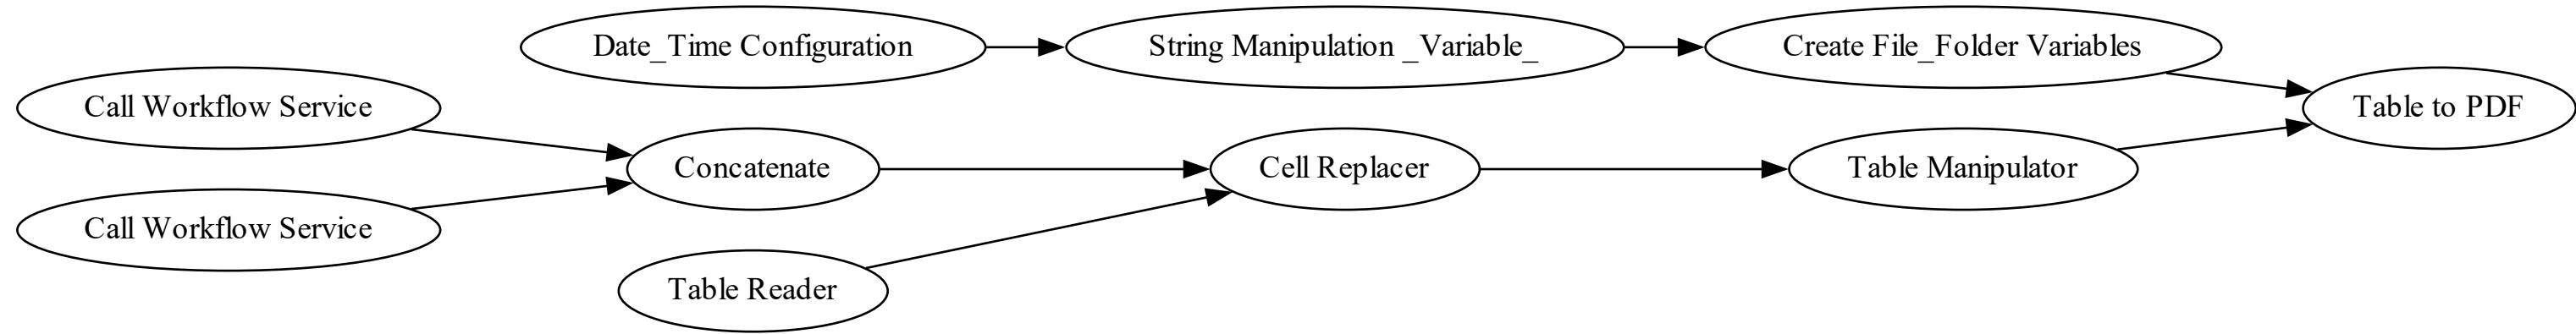 Date_Time Configuration
String Manipulation _Variable_
Create File_Folder Variables
Call Workflow Service
Table to PDF
Concatenate
Cell Replacer
Table Manipulator
Call Workflow Service
Table Reader